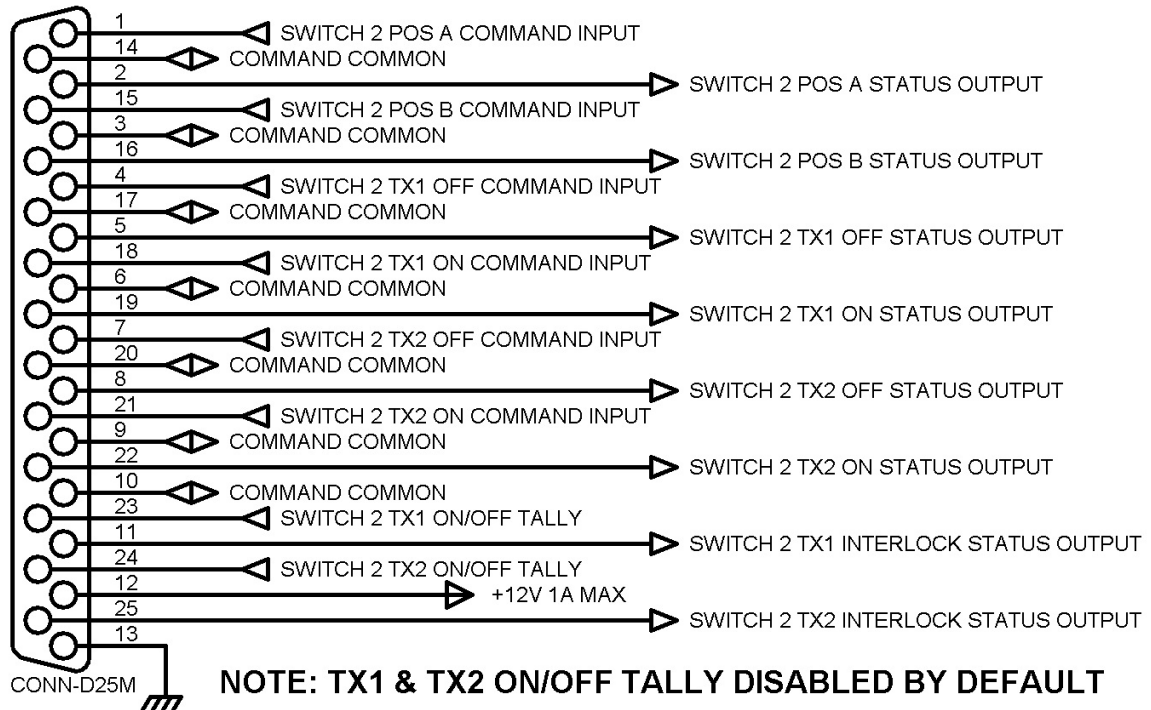 1 SWITCH 2 POS A COMMAND INPUT
14 COMMAND COMMON
2 SWITCH 2 POS A STATUS OUTPUT
15 SWITCH 2 POS B COMMAND INPUT
3 COMMAND COMMON
16 SWITCH 2 POS B STATUS OUTPUT
4 SWITCH 2 TX1 OFF COMMAND INPUT
17 COMMAND COMMON
5 SWITCH 2 TX1 OFF STATUS OUTPUT
18 SWITCH 2 TX1 ON COMMAND INPUT
6 COMMAND COMMON
19 SWITCH 2 TX1 ON STATUS OUTPUT
7 SWITCH 2 TX2 OFF COMMAND INPUT
20 COMMAND COMMON
8 SWITCH 2 TX2 OFF STATUS OUTPUT
21 SWITCH 2 TX2 ON COMMAND INPUT
9 COMMAND COMMON
22 SWITCH 2 TX2 ON STATUS OUTPUT
10 COMMAND COMMON
23 SWITCH 2 TX1 ON/OFF TALLY
11 SWITCH 2 TX1 INTERLOCK STATUS OUTPUT
24 SWITCH 2 TX2 ON/OFF TALLY
12 +12V 1A MAX
25 SWITCH 2 TX2 INTERLOCK STATUS OUTPUT
13
CONN-D25M
NOTE: TX1 & TX2 ON/OFF TALLY DISABLED BY DEFAULT